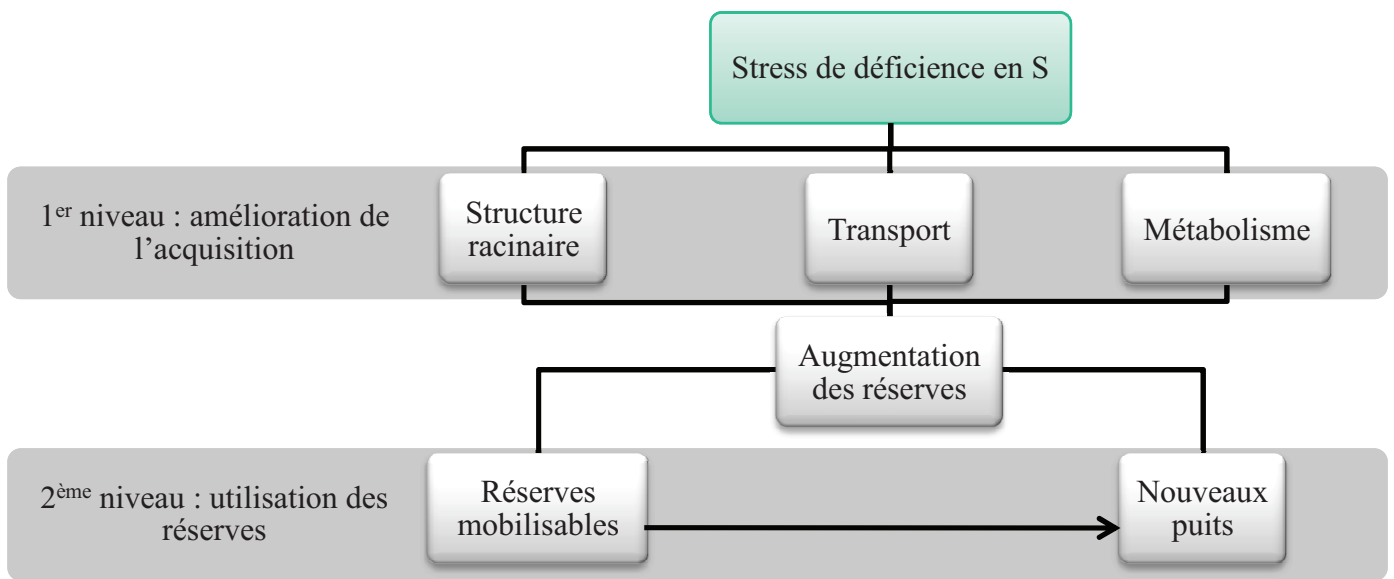 Stress de déficience en S
1er niveau : amélioration de
l’acquisition
Structure
racinaire
Transport
Métabolisme
Augmentation
des réserves
2ème niveau : utilisation des
réserves
Réserves
mobilisables
Nouveaux
puits